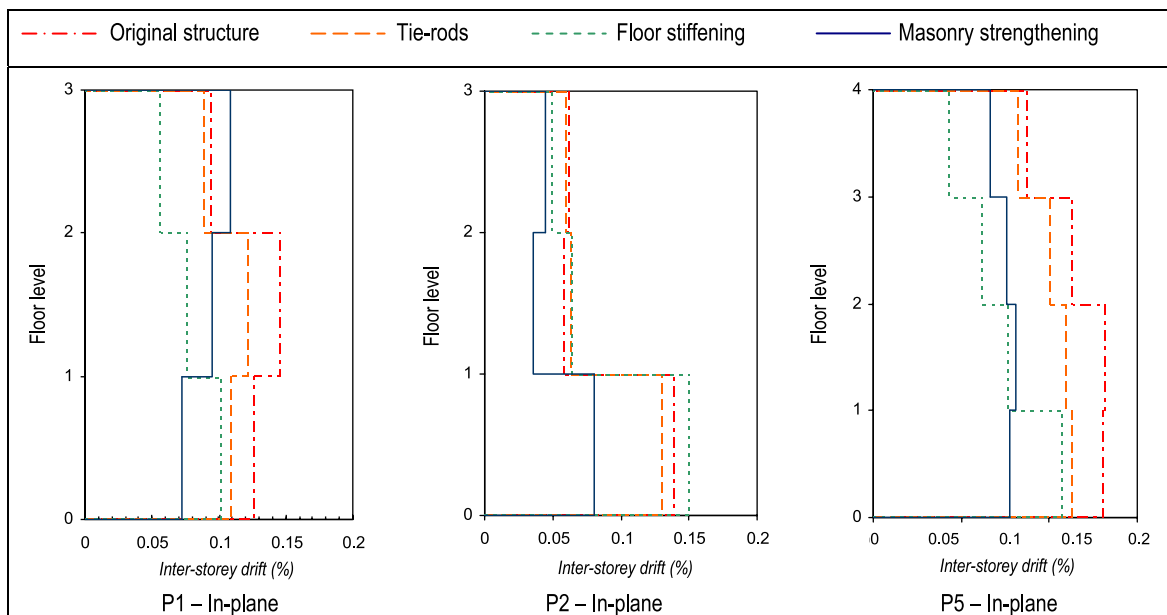 Original structure Tie-rods Floor stiffening Masonry strengthening
3
2
1
0
Floor level
0 0.05 0.1 0.15 0.2
Inter-storey drift (%)
P1 – In-plane
3
2
1
0
Floor level
0 0.05 0.1 0.15 0.2
Inter-storey drift (%)
P2 – In-plane
4
3
2
1
0
Floor level
0 0.05 0.1 0.15 0.2
Inter-storey drift (%)
P5 – In-plane